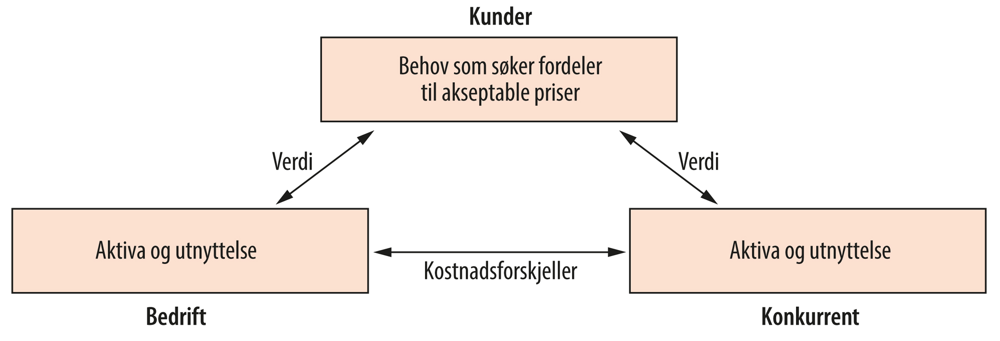 Kunder
Behov som søker fordeler
til akseptable priser
Verdi
Verdi
Aktiva og utnyttelse
Aktiva og utnyttelse
Kostnadsforskjeller
Bedrift
Konkurrent